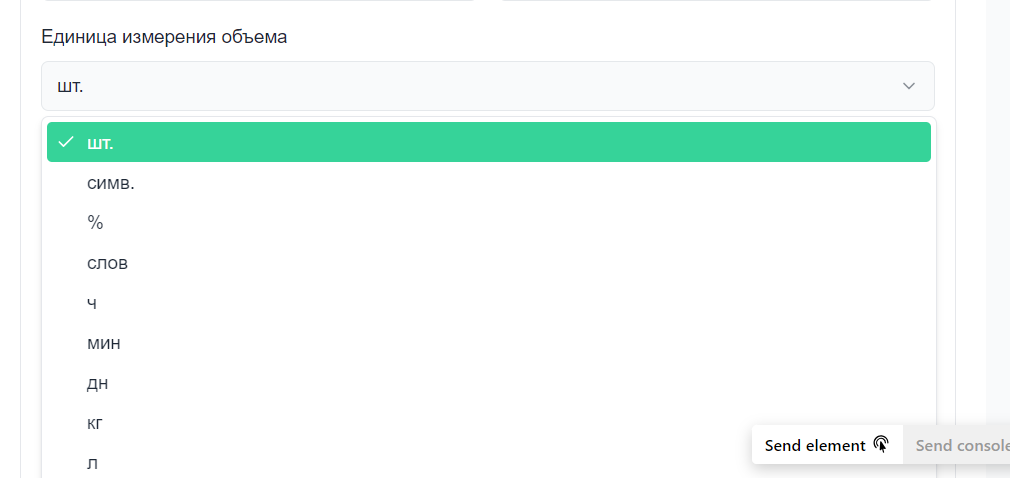 Единица измерения объема
шт.
шт.
симв.
%
слов
ч
мин
дн
кг
л
Send element
Send console